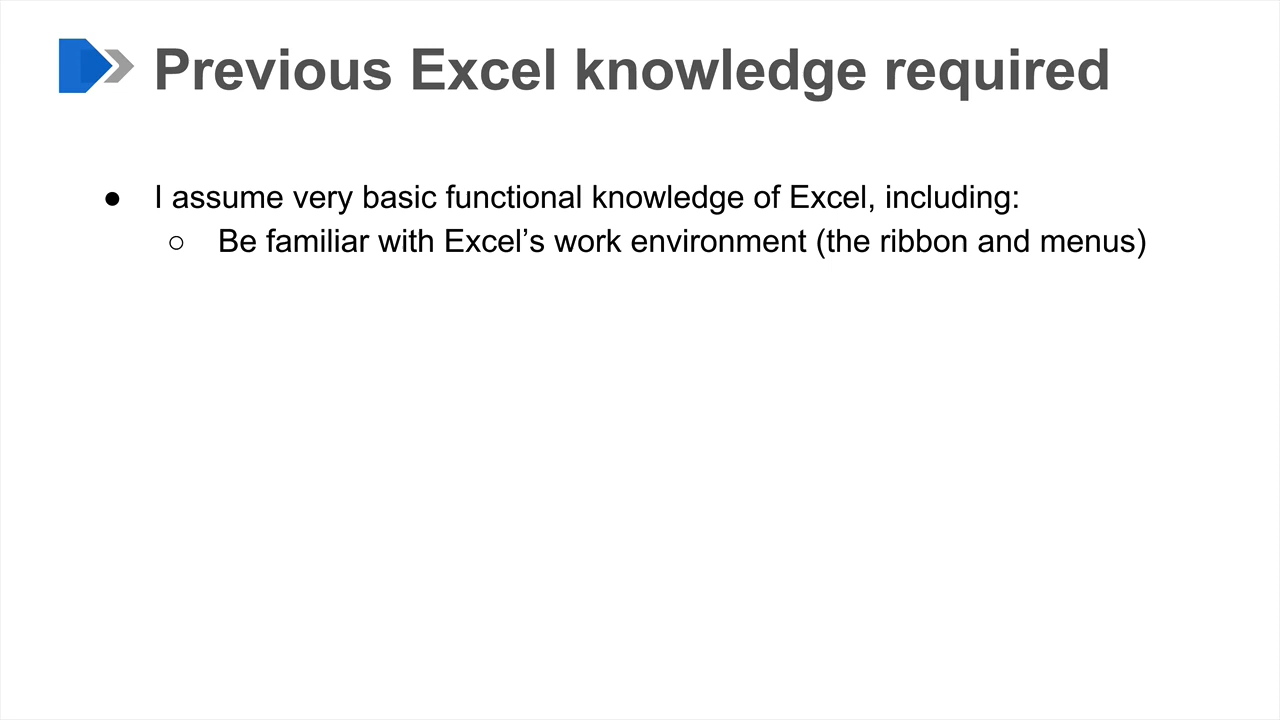 Previous Excel knowledge required
● I assume very basic functional knowledge of Excel, including:
○ Be familiar with Excel’s work environment (the ribbon and menus)